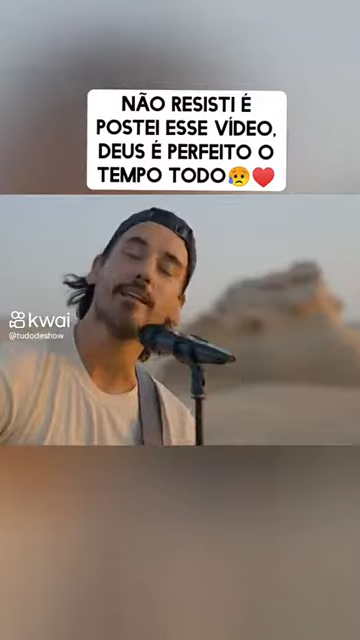 NÃO RESISTI É
POSTEI ESSE VÍDEO,
DEUS É PERFEITO O
TEMPO TODO😥♥️
kwai
@tudodeshow